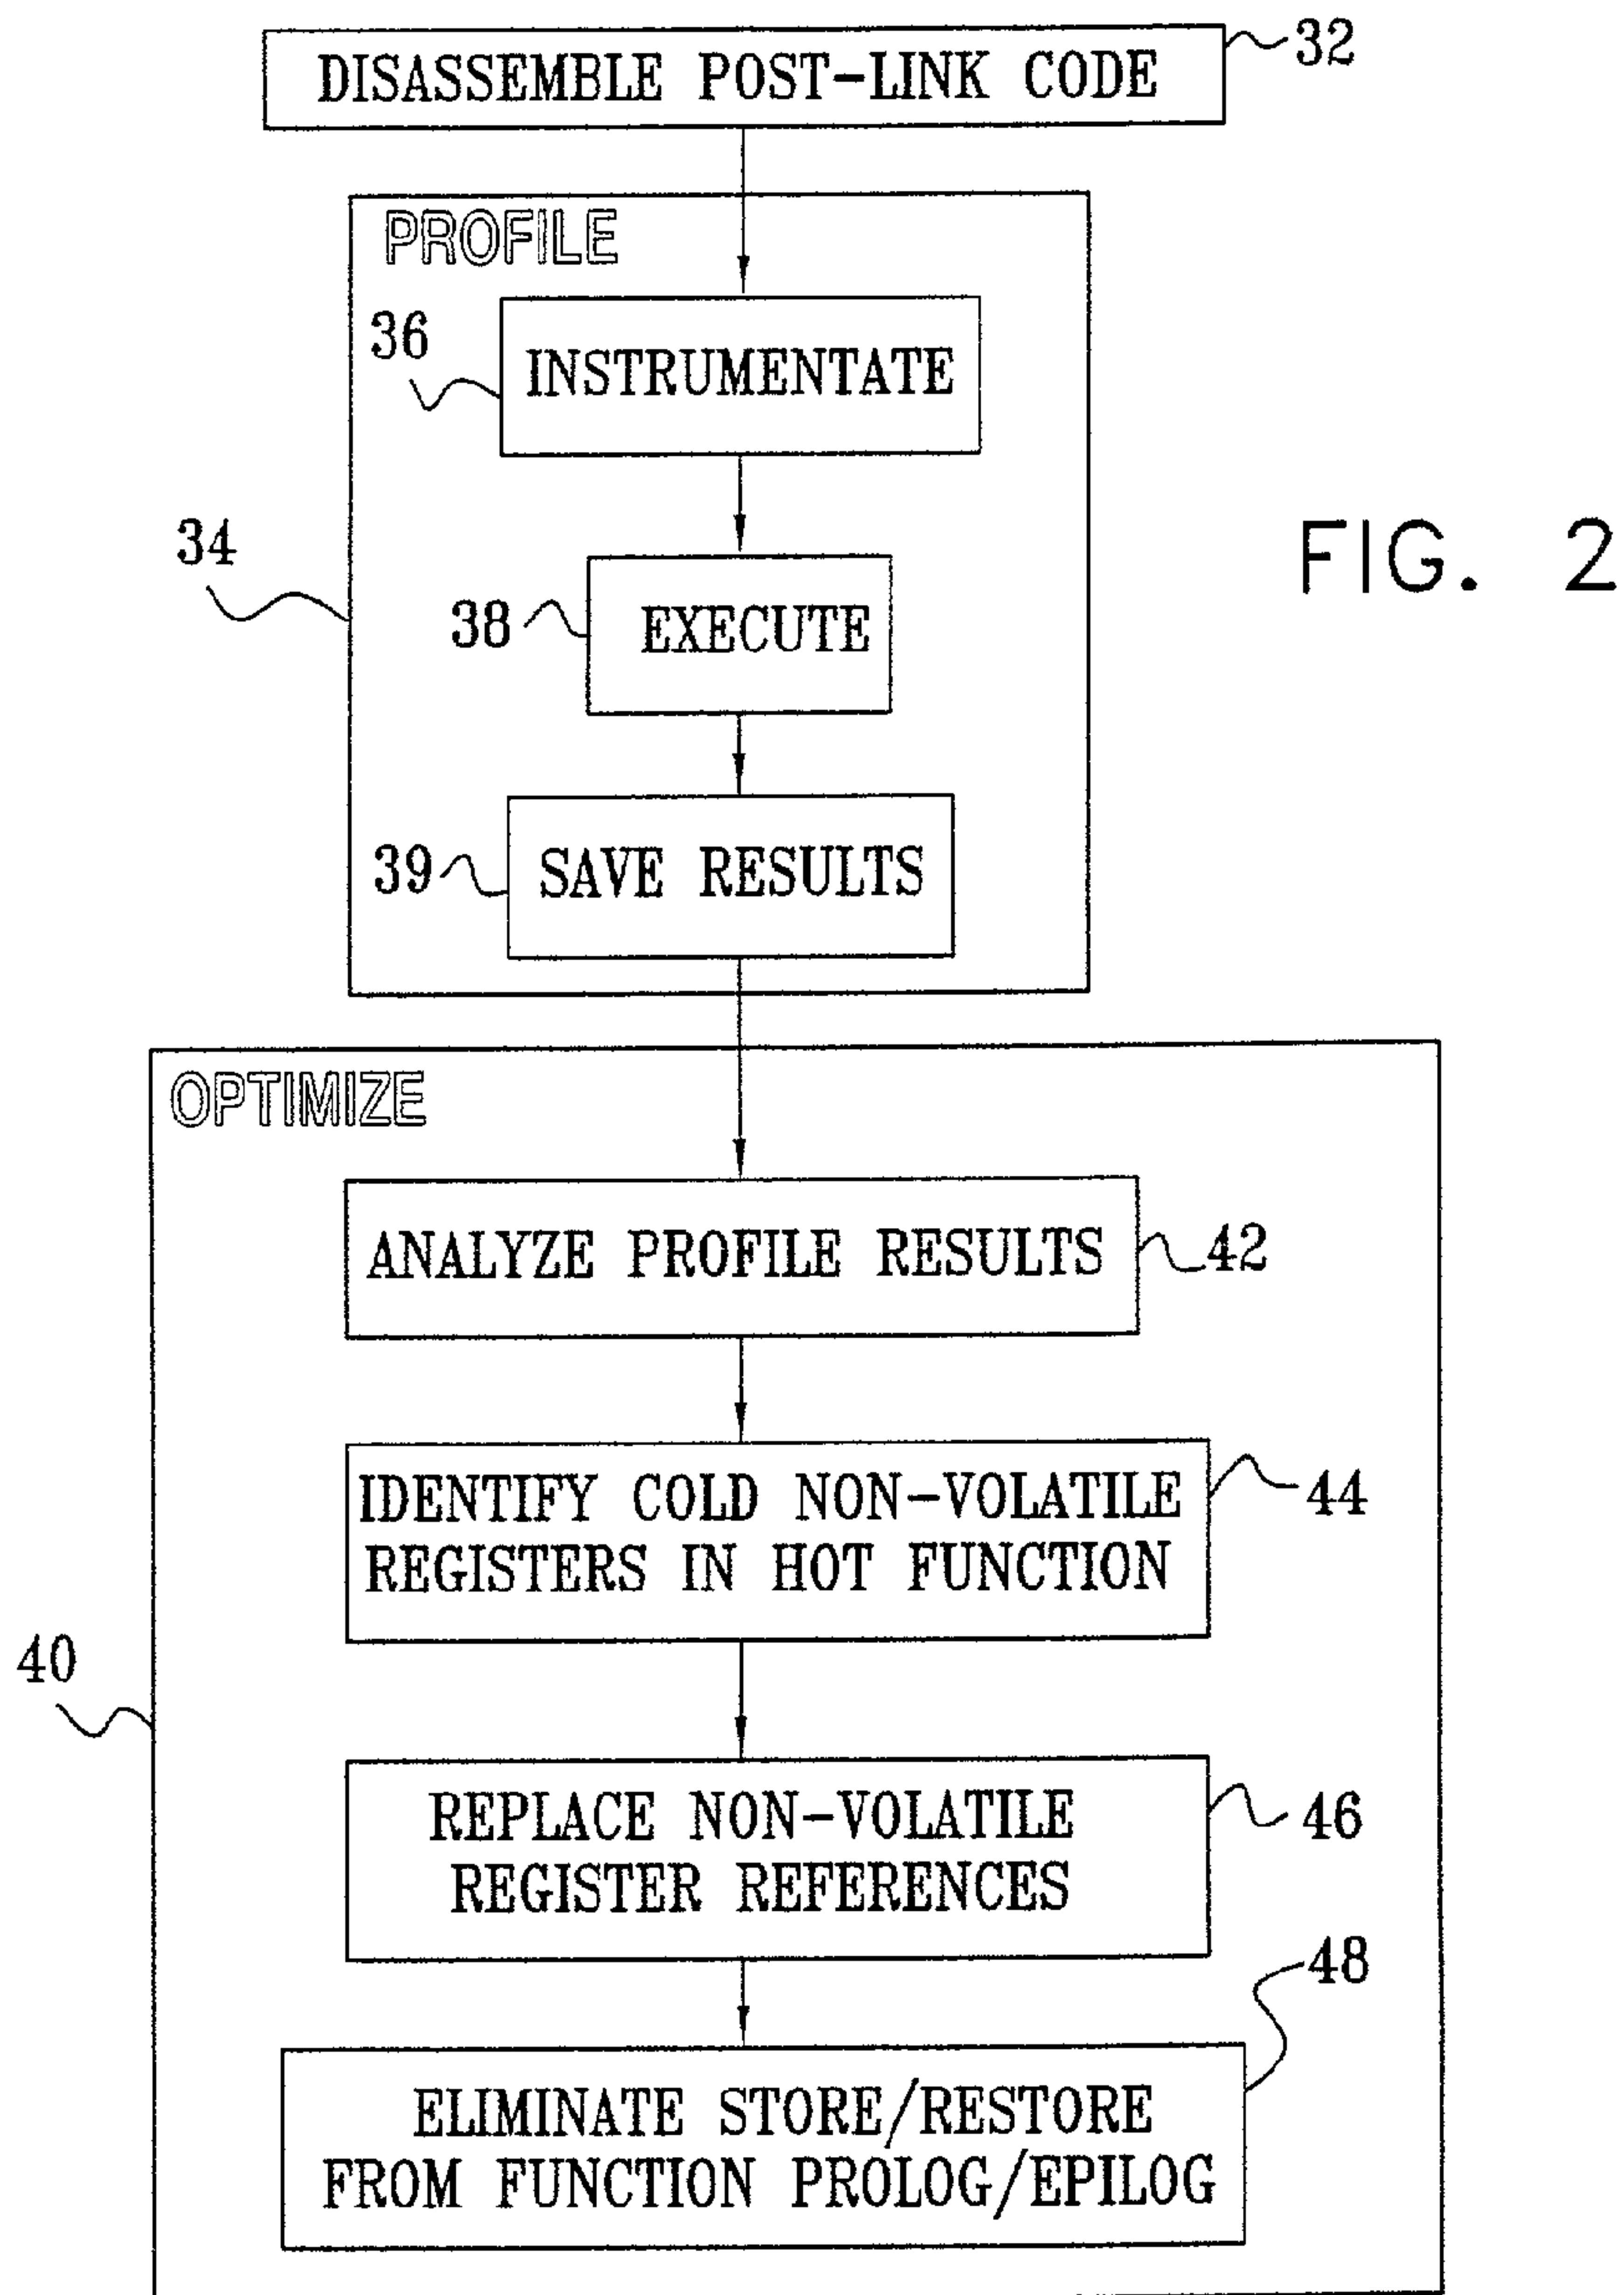 DISASSEMBLE POST-LINK CODE
32
PROFILE
36
INSTRUMENTATE
34
FIG. 2
38
EXECUTE
39
SAVE RESULTS
OPTIMIZE
ANALYZE PROFILE RESULTS
42
IDENTIFY COLD NON-VOLATILE
REGISTERS IN HOT FUNCTION
44
40
REPLACE NON-VOLATILE
REGISTER REFERENCES
46
48
ELIMINATE STORE/RESTORE
FROM FUNCTION PROLOG/EPILOG